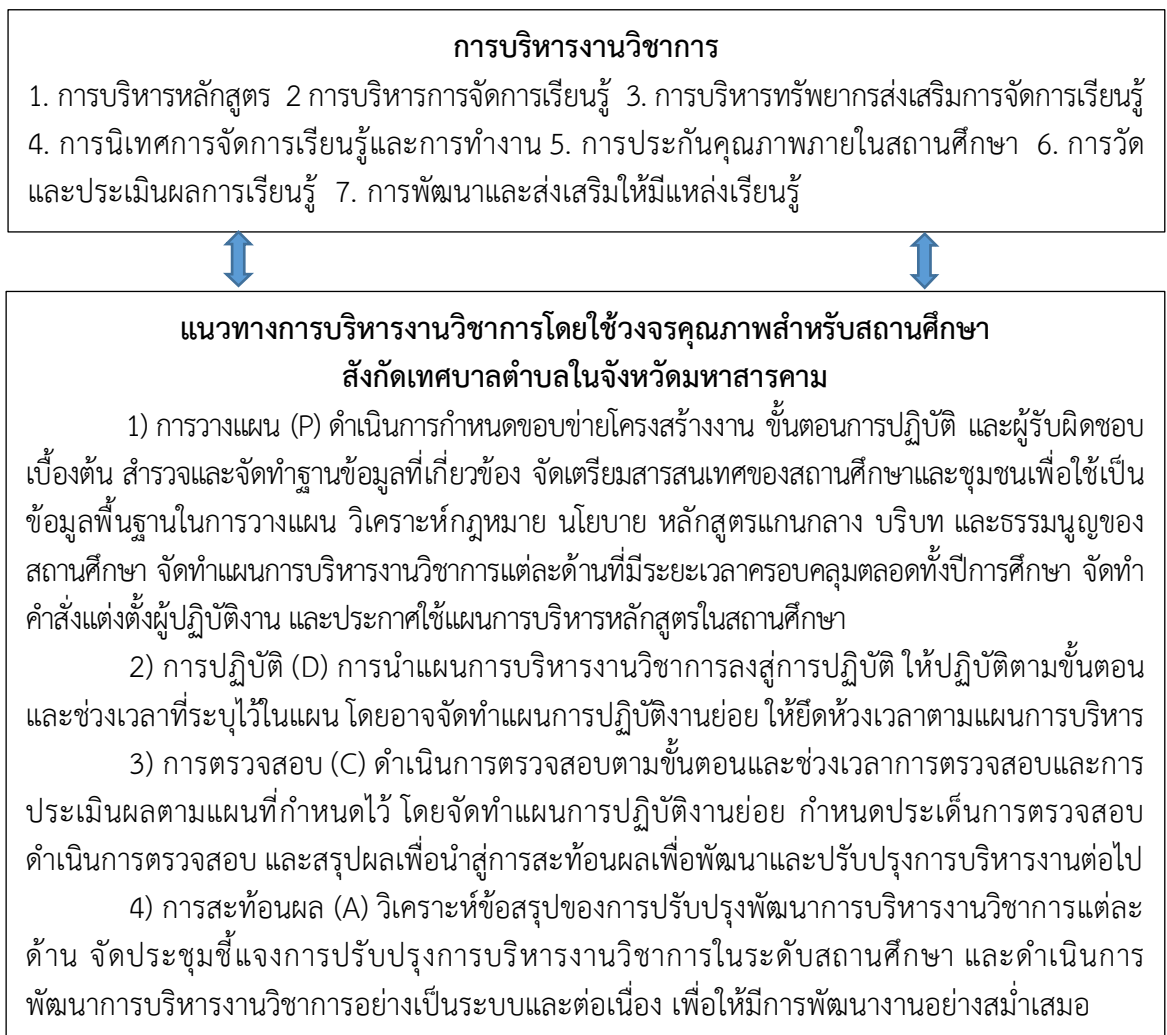 การบริหารงานวิชาการ
1. การบริหารหลักสูตร 2 การบริหารการจัดการเรียนรู้ 3. การบริหารทรัพยากรส่งเสริมการจัดการเรียนรู้
4. การนิเทศการจัดการเรียนรู้และการทำงาน 5. การประกันคุณภาพภายในสถานศึกษา 6. การวัด
และประเมินผลการเรียนรู้ 7. การพัฒนาและส่งเสริมให้มีแหล่งเรียนรู้
แนวทางการบริหารงานวิชาการโดยใช้วงจรคุณภาพสำหรับสถานศึกษา
สังกัดเทศบาลตำบลในจังหวัดมหาสารคาม
1) การวางแผน (P) ดำเนินการกำหนดขอบข่ายโครงสร้างงาน ขั้นตอนการปฏิบัติ และผู้รับผิดชอบ
เบื้องต้น สำรวจและจัดทำฐานข้อมูลที่เกี่ยวข้อง จัดเตรียมสารสนเทศของสถานศึกษาและชุมชนเพื่อใช้เป็น
ข้อมูลพื้นฐานในการวางแผน วิเคราะห์กฎหมาย นโยบาย หลักสูตรแกนกลาง บริบท และธรรมนูญของ
สถานศึกษา จัดทำแผนการบริหารงานวิชาการแต่ละด้านที่มีระยะเวลาครอบคลุมตลอดทั้งปีการศึกษา จัดทำ
คำสั่งแต่งตั้งผู้ปฏิบัติงาน และประกาศใช้แผนการบริหารหลักสูตรในสถานศึกษา
2) การปฏิบัติ (D) การนำแผนการบริหารงานวิชาการลงสู่การปฏิบัติ ให้ปฏิบัติตามขั้นตอน
และช่วงเวลาที่ระบุไว้ในแผน โดยอาจจัดทำแผนการปฏิบัติงานย่อย ให้ยึดห้วงเวลาตามแผนการบริหาร
3) การตรวจสอบ (C) ดำเนินการตรวจสอบตามขั้นตอนและช่วงเวลาการตรวจสอบและการ
ประเมินผลตามแผนที่กำหนดไว้ โดยจัดทำแผนการปฏิบัติงานย่อย กำหนดประเด็นการตรวจสอบ
ดำเนินการตรวจสอบ และสรุปผลเพื่อนำสู่การสะท้อนผลเพื่อพัฒนาและปรับปรุงการบริหารงานต่อไป
4) การสะท้อนผล (A) วิเคราะห์ข้อสรุปของการปรับปรุงพัฒนาการบริหารงานวิชาการแต่ละ
ด้าน จัดประชุมชี้แจงการปรับปรุงการบริหารงานวิชาการในระดับสถานศึกษา และดำเนินการ
พัฒนาการบริหารงานวิชาการอย่างเป็นระบบและต่อเนื่อง เพื่อให้มีการพัฒนางานอย่างสม่ำเสมอ